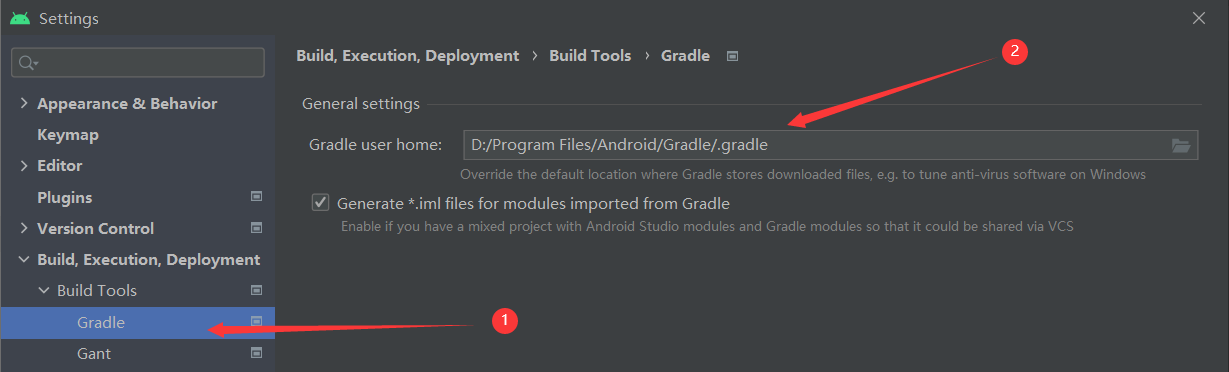 Settings
Build, Execution, Deployment › Build Tools › Gradle
2
Appearance & Behavior
General settings
Keymap
Gradle user home: D:/Program Files/Android/Gradle/.gradle
Editor
Override the default location where Gradle stores downloaded files, e.g. to tune anti-virus software on Windows
Plugins
Generate *.iml files for modules imported from Gradle
Version Control
Enable if you have a mixed project with Android Studio modules and Gradle modules so that it could be shared via VCS
Build, Execution, Deployment
Build Tools
Gradle
1
Gant